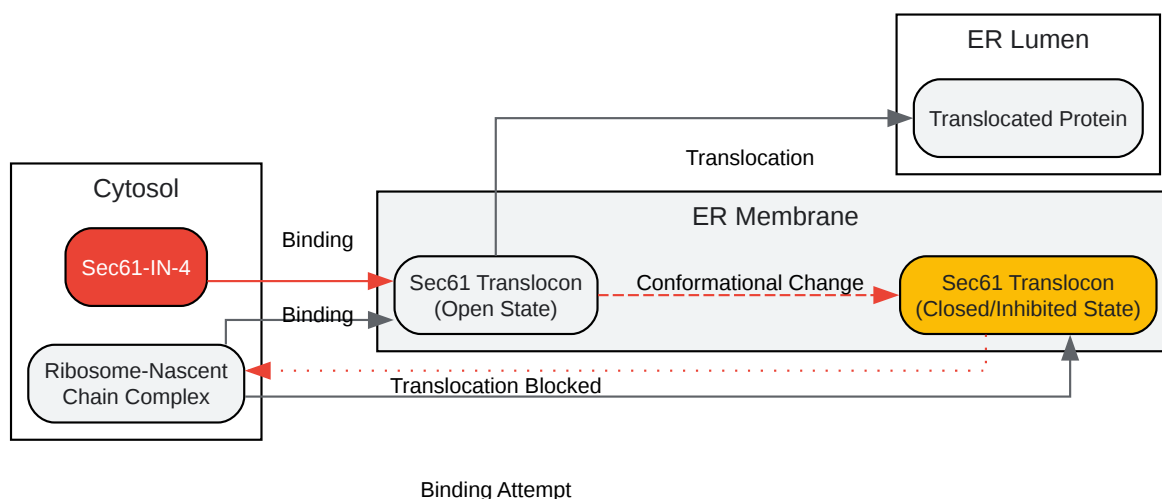 ER Lumen
Translocated Protein
Translocation
Cytosol
ER Membrane
Sec61-IN-4
Binding
Sec61 Translocon
(Open State)
Conformational Change
Sec61 Translocon
(Closed/Inhibited State)
Binding
Ribosome-Nascent
Chain Complex
Translocation Blocked
Binding Attempt